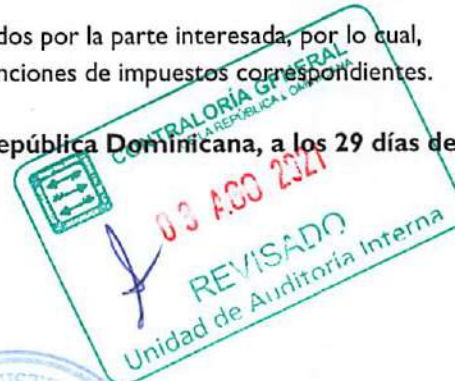 dos por la parte interesada, por lo cual,
nciones de impuestos correspondientes.
epública Dominicana, a los 29 días de
CONTRALORÍA GENERAL
DE LA REPÚBLICA DOMINICANA
03 AGO 2021
REVISADO
Unidad de Auditoría Interna